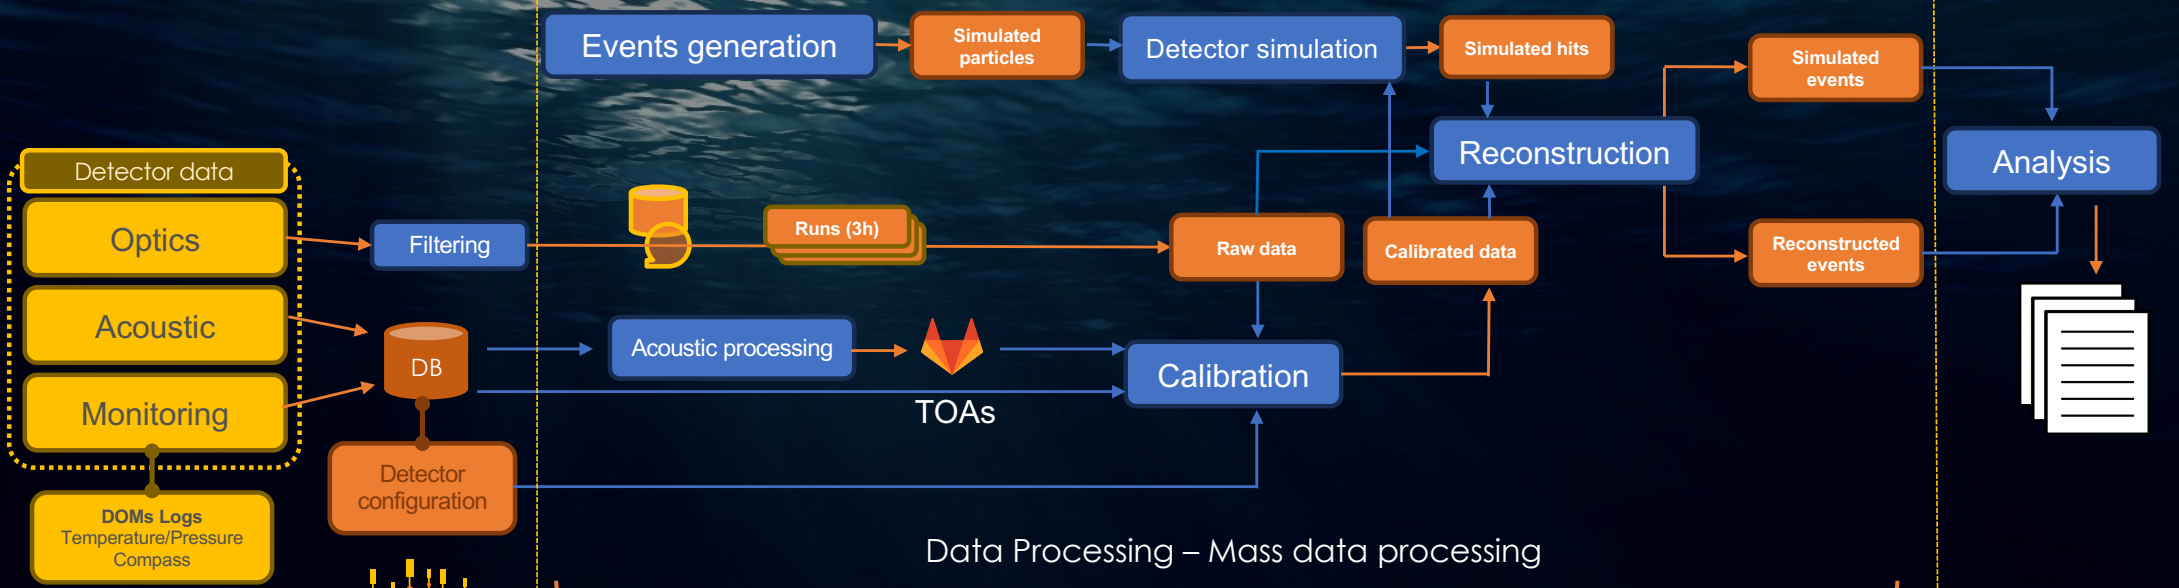 Events generation
Simulated
particles
Detector simulation
Simulated hits
Simulated
events
Reconstruction
Analysis
Detector data
Optics
Filtering
Runs (3h)
Raw data
Calibrated data
Reconstructed
events
Acoustic
DB
Acoustic processing
Calibration
Monitoring
TOAs
Detector
configuration
DOMs Logs
Temperature/Pressure
Compass
Data Processing – Mass data processing